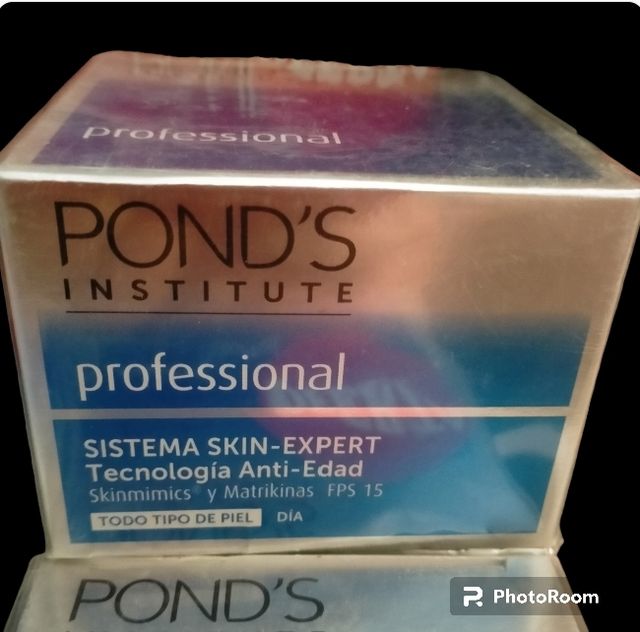 professional
POND'S
INSTITUTE
professional
SISTEMA SKIN-EXPERT
Tecnología Anti-Edad
Skinmimics y Matrikinas FPS 15
TODO TIPO DE PIEL DÍA
POND'S
PhotoRoom